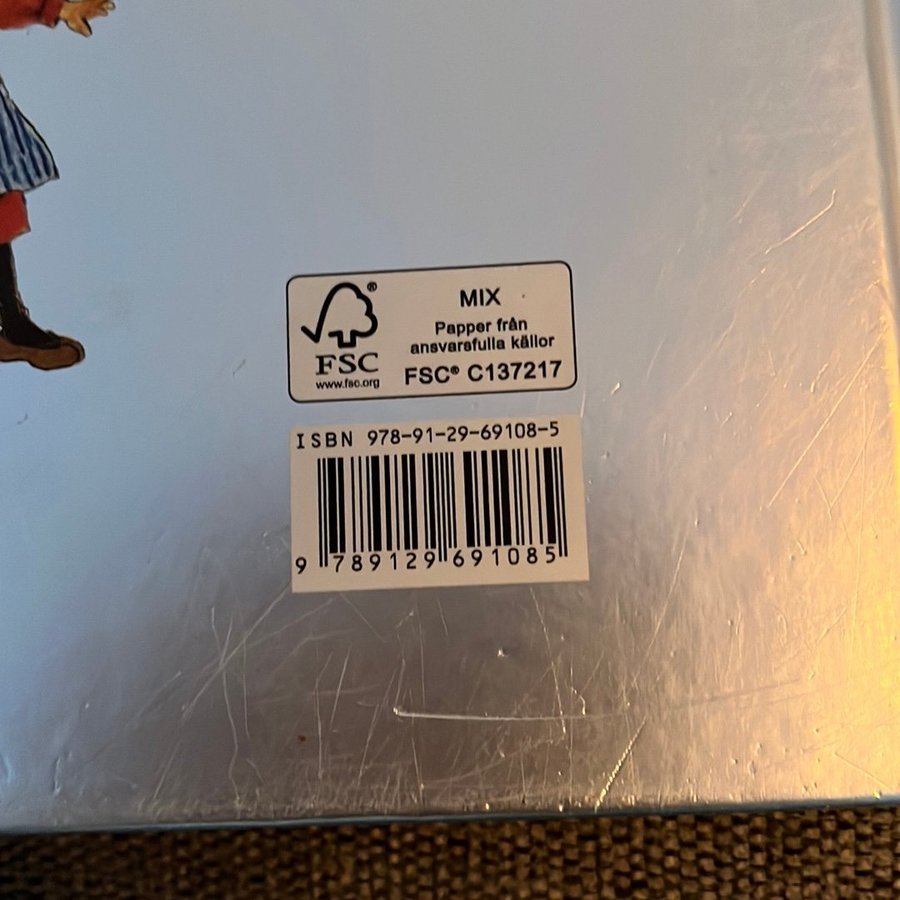 ®
FSC
www.fsc.org
MIX
Papper från
ansvarsfulla källor
FSC® C137217
ISBN 978-91-29-69108-5
9 789129 691085